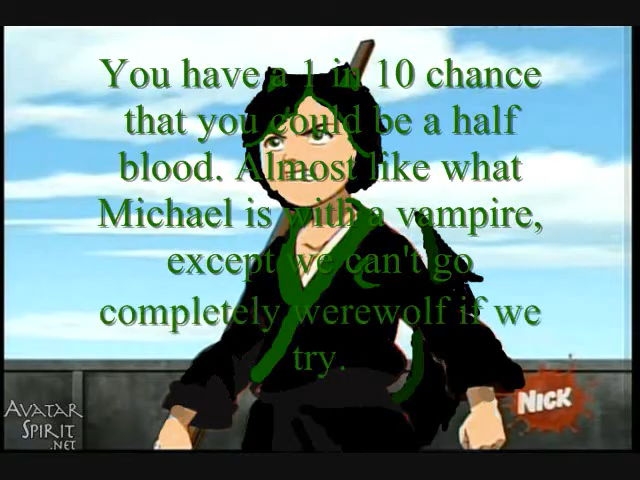 You have a 1 in 10 chance
that you could be a half
blood. Almost like what
Michael is with a vampire,
except we can't go
completely werewolf if we
try.
AVATAR
SPIRIT
.NET
NICK